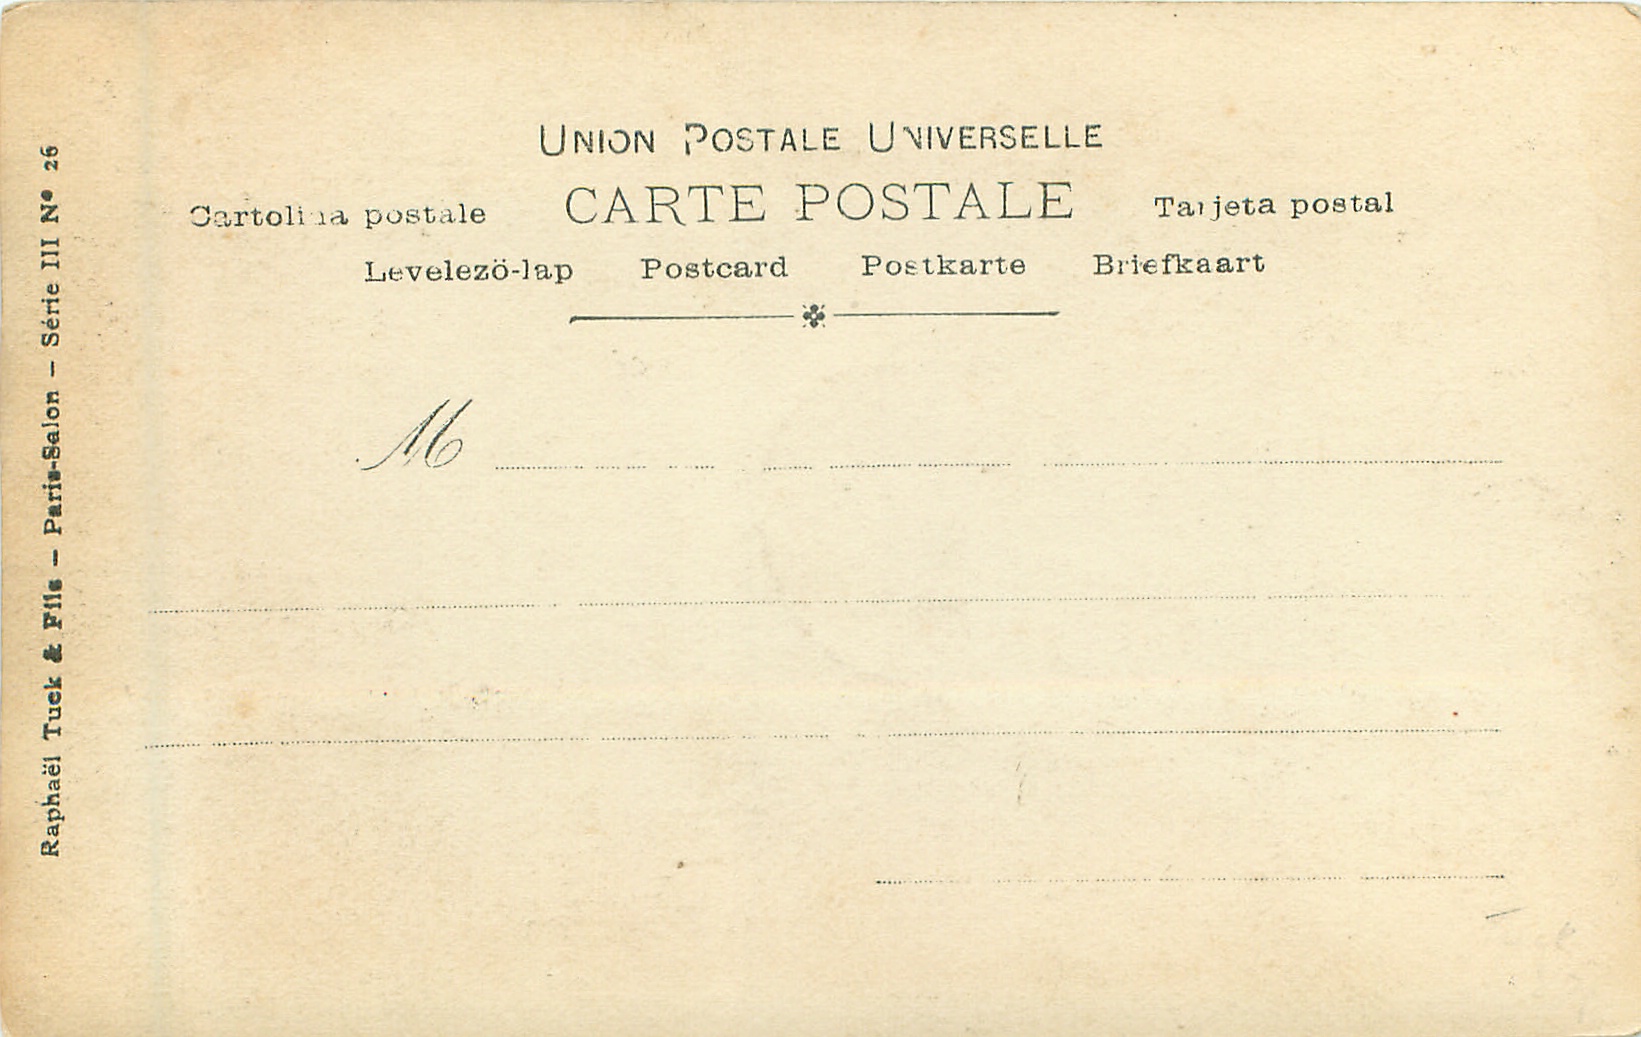 UNION POSTALE UNIVERSELLE
Cartolina postale CARTE POSTALE Tarjeta postal
Levelezö-lap Postcard Postkarte Briefkaart
M
Raphaël Tuck & Fils – Paris-Salon – Série III Nº 26